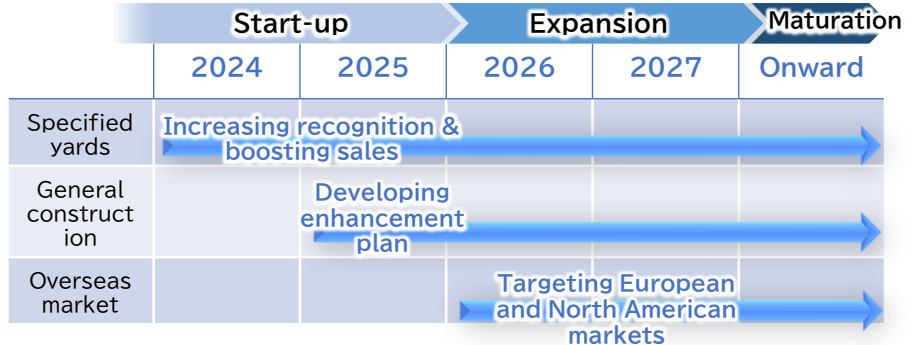 Start-up
Expansion
Maturation
2024
2025
2026
2027
Onward
Specified
yards
Increasing recognition &
boosting sales
General
construct
ion
Developing
enhancement
plan
Overseas
market
Targeting European
and North American
markets